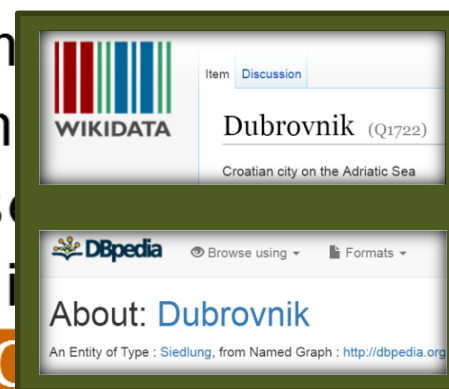 WIKIDATA
Item Discussion
Dubrovnik (Q1722)
Croatian city on the Adriatic Sea
DBpedia Browse using Formats
About: Dubrovnik
An Entity of Type : Siedlung, from Named Graph : http://dbpedia.org